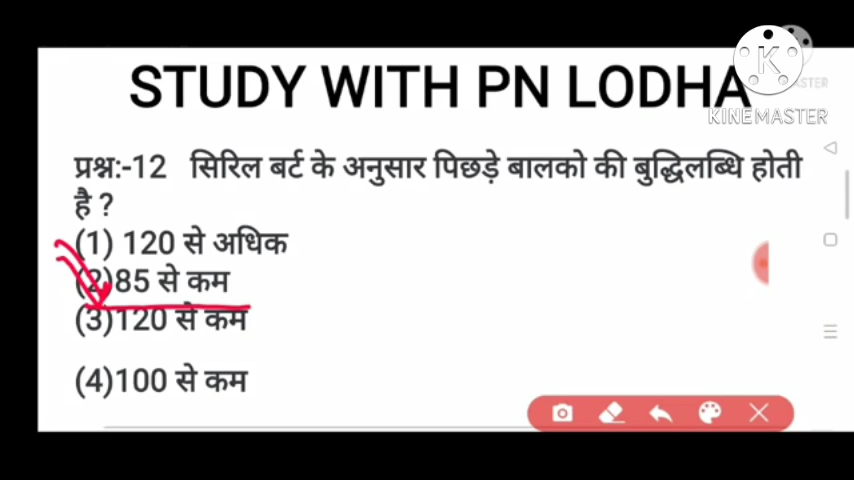 STUDY WITH PN LODHA
KINEMASTER
प्रश्न:-12 सिरिल बर्ट के अनुसार पिछड़े बालको की बुद्धिलब्धि होती
है ?
(1) 120 से अधिक
(2)85 से कम
(3)120 से कम
(4)100 से कम